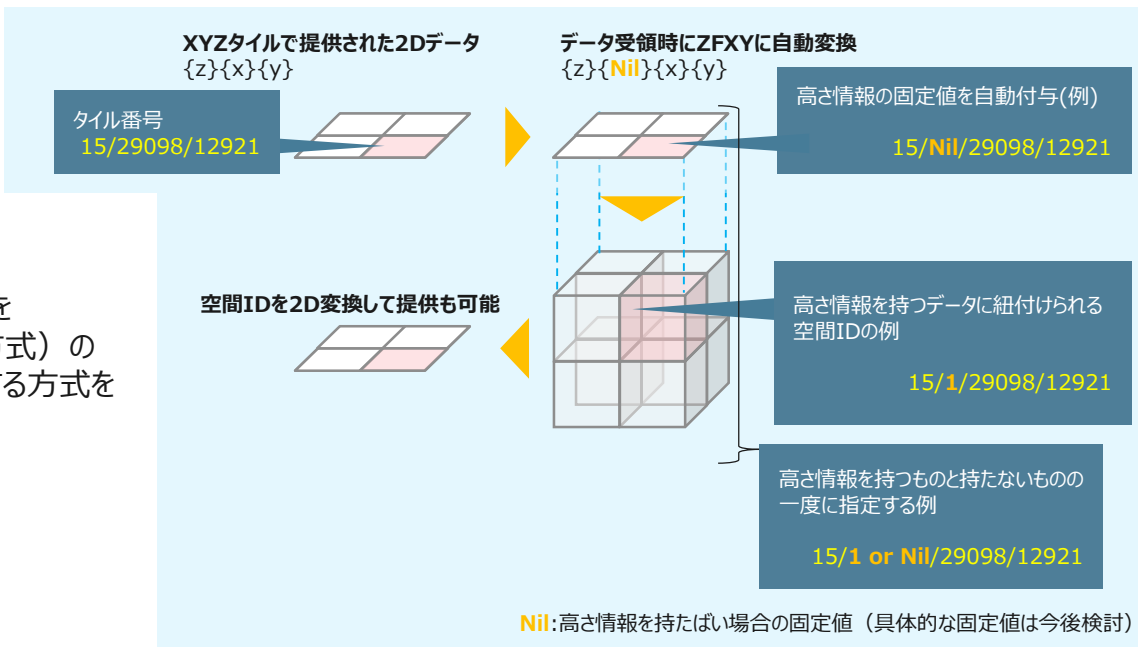 XYZタイルで提供された2Dデータ
{z}{x}{y}
データ受領時にZFXYに自動変換
{z}{Nil}{x}{y}
タイル番号
15/29098/12921
高さ情報の固定値を自動付与(例)
15/Nil/29098/12921
を
式）の
する方式を
空間IDを2D変換して提供も可能
高さ情報を持つデータに紐付けられる
空間IDの例
15/1/29098/12921
高さ情報を持つものと持たないものの
一度に指定する例
15/1 or Nil/29098/12921
Nil:高さ情報を持たばい場合の固定値（具体的な固定値は今後検討）